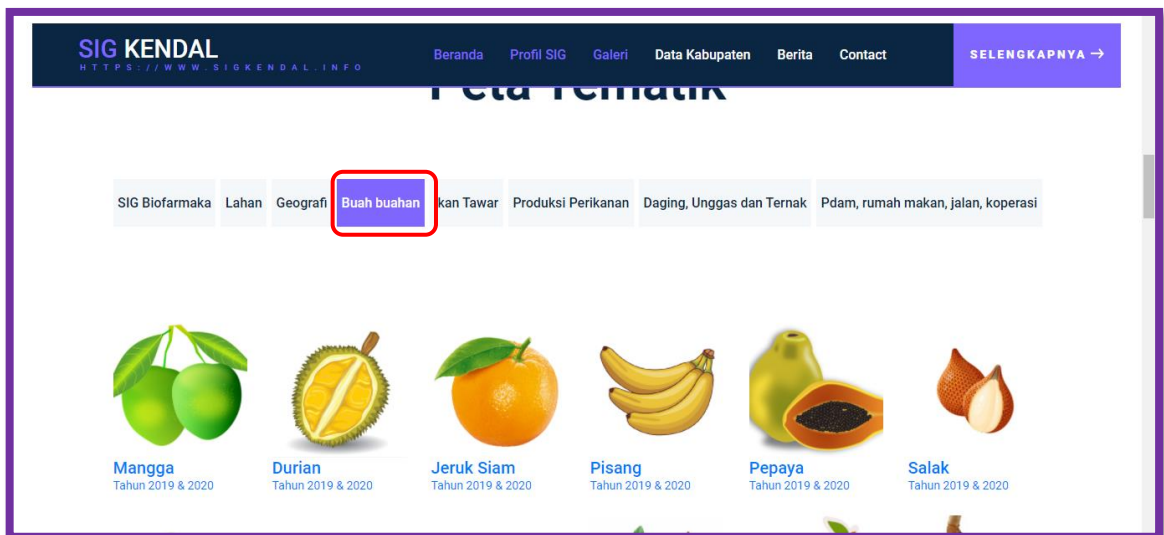 SIG KENDAL
HTTPS://WWW.SIGKENDAL.INFO
Beranda Profil SIG Galeri Data Kabupaten Berita Contact
SELENGKAPNYA →
Peta Tematik
SIG Biofarmaka Lahan Geografi Buah buahan kan Tawar Produksi Perikanan Daging, Unggas dan Ternak Pdam, rumah makan, jalan, koperasi
Mangga Durian Jeruk Siam Pisang Pepaya Salak
Tahun 2019 & 2020 Tahun 2019 & 2020 Tahun 2019 & 2020 Tahun 2019 & 2020 Tahun 2019 & 2020 Tahun 2019 & 2020